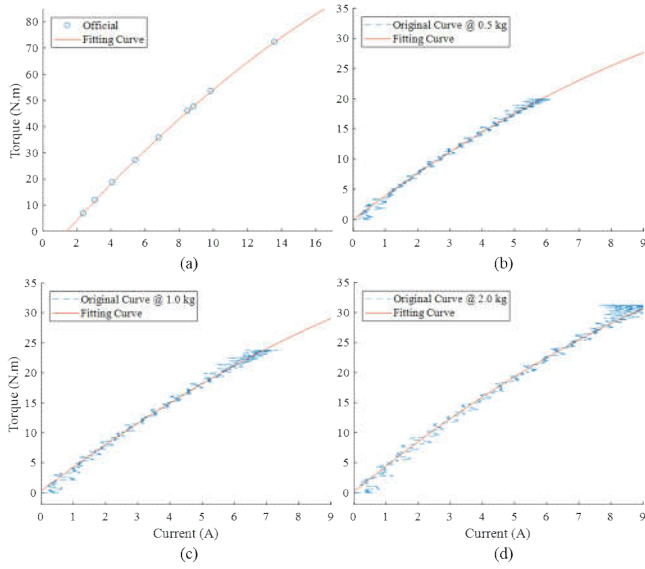 Official
Fitting Curve
Torque (N.m)
80
70
60
50
40
30
20
10
0
0 2 4 6 8 10 12 14 16
(a)
Original Curve @ 0.5 kg
Fitting Curve
35
30
25
20
15
10
5
0
0 1 2 3 4 5 6 7 8 9
(b)
Original Curve @ 1.0 kg
Fitting Curve
Torque (N.m)
35
30
25
20
15
10
5
0
0 1 2 3 4 5 6 7 8 9
Current (A)
(c)
Original Curve @ 2.0 kg
Fitting Curve
35
30
25
20
15
10
5
0
0 1 2 3 4 5 6 7 8 9
Current (A)
(d)